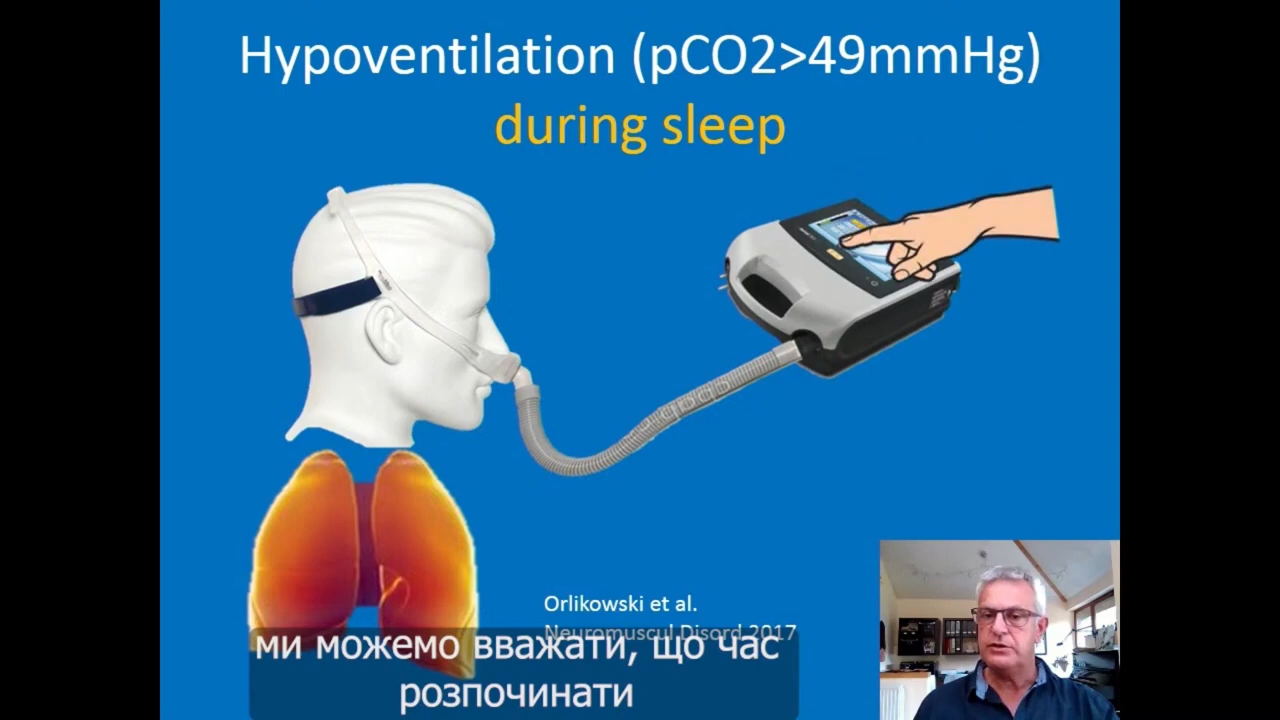 Hypoventilation (pCO2>49mmHg)
during sleep
Orlikowski et al.
Neuromuscul Disord 2017
ми можемо вважати, що час
розпочинати